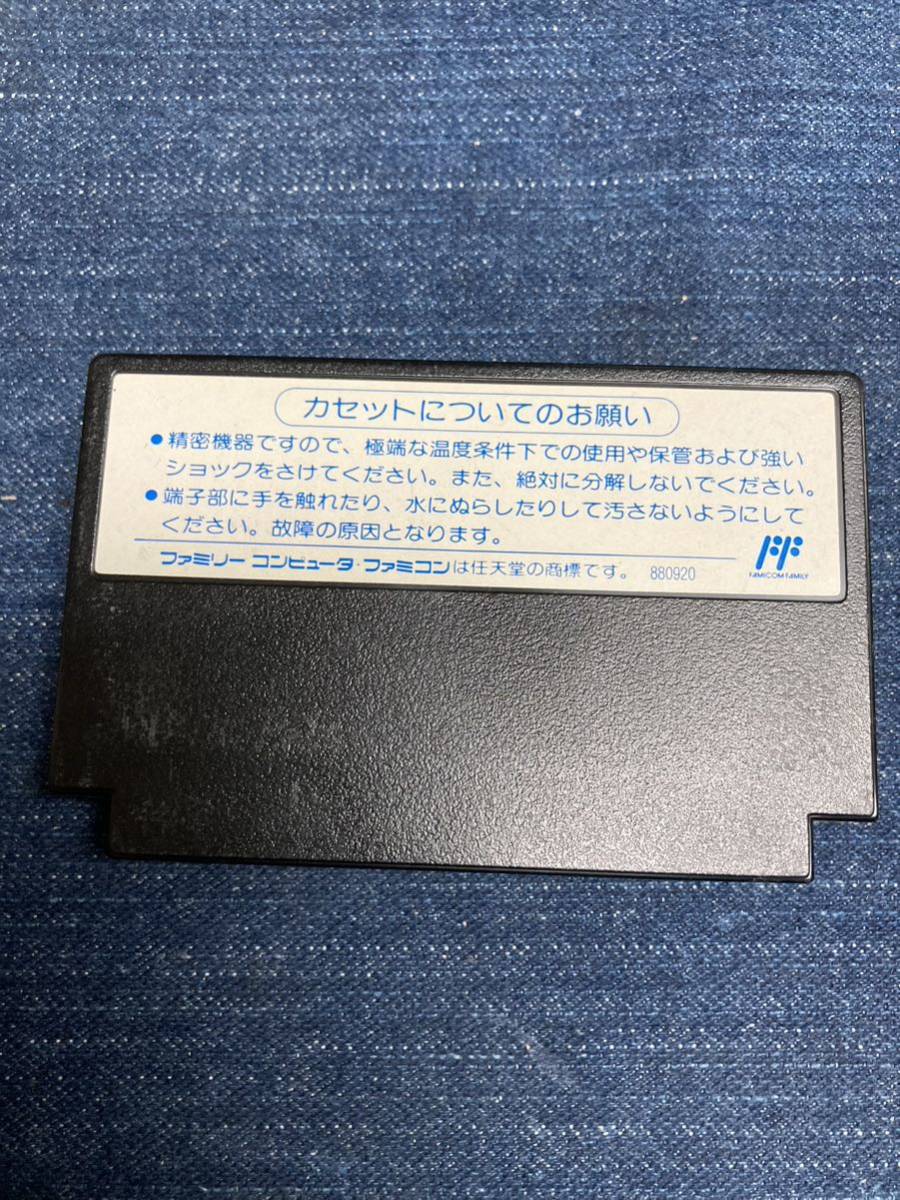 カセットについてのお願い
●精密機器ですので、極端な温度条件下での使用や保管および強い
ショックをさけてください。また、絶対に分解しないでください。
●端子部に手を触れたり、水にぬらしたりして汚さないようにして
ください。故障の原因となります。
ファミリー コンピュータ・ファミコンは任天堂の商標です。 880920
FF
FAMICOM FAMILY